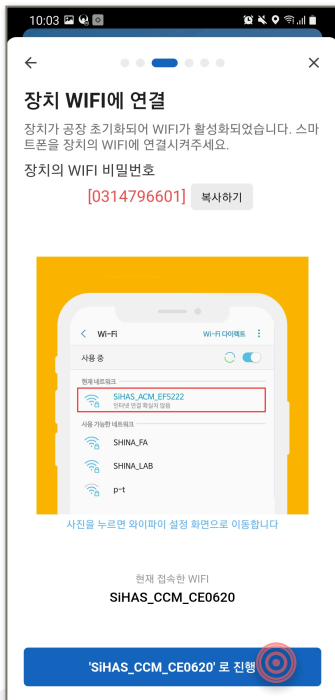 10:03
장치 WIFI에 연결
장치가 공장 초기화되어 WIFI가 활성화되었습니다. 스마
트폰을 장치의 WIFI에 연결시켜주세요.
장치의 WIFI 비밀번호
[0314796601] 복사하기
Wi-Fi Wi-Fi 다이렉트
사용 중
현재 네트워크
SiHAS_ACM_EF5222
인터넷 연결 확실치 않음
사용 가능한 네트워크
SHINA_FA
SHINA_LAB
p-t
사진을 누르면 와이파이 설정 화면으로 이동합니다
현재 접속한 WIFI
SiHAS_CCM_CE0620
'SiHAS_CCM_CE0620' 로 진행